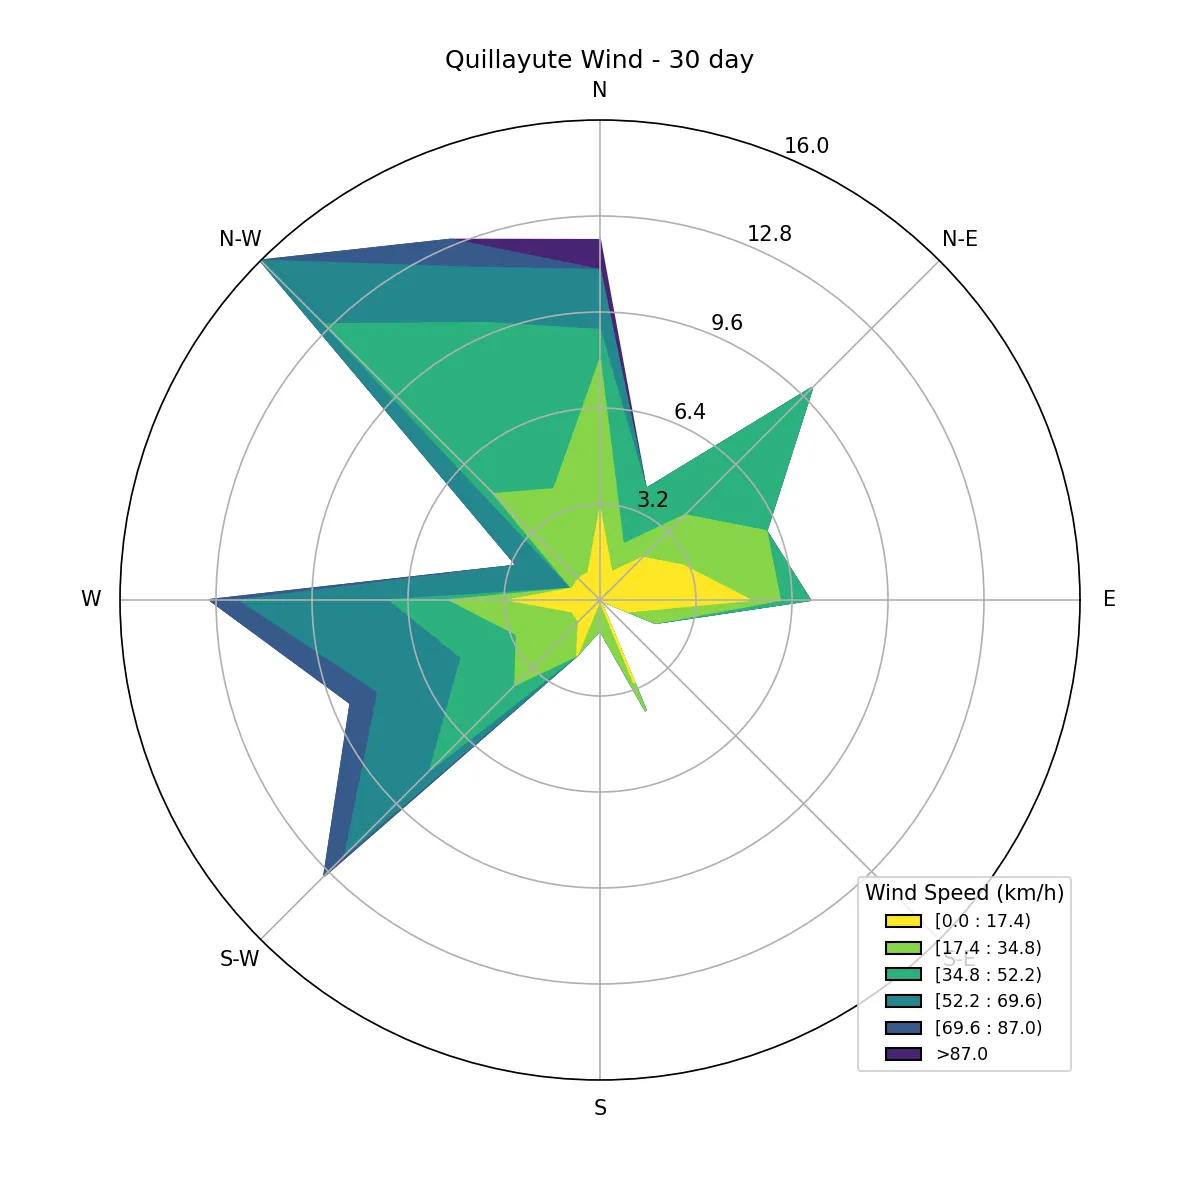 Quillayute Wind - 30 day
N
16.0
12.8
N-W
N-E
9.6
6.4
3.2
W
E
S-W
S-E
Wind Speed (km/h)
[0.0 : 17.4)
[17.4 : 34.8)
[34.8 : 52.2)
[52.2 : 69.6)
[69.6 : 87.0)
>87.0
S